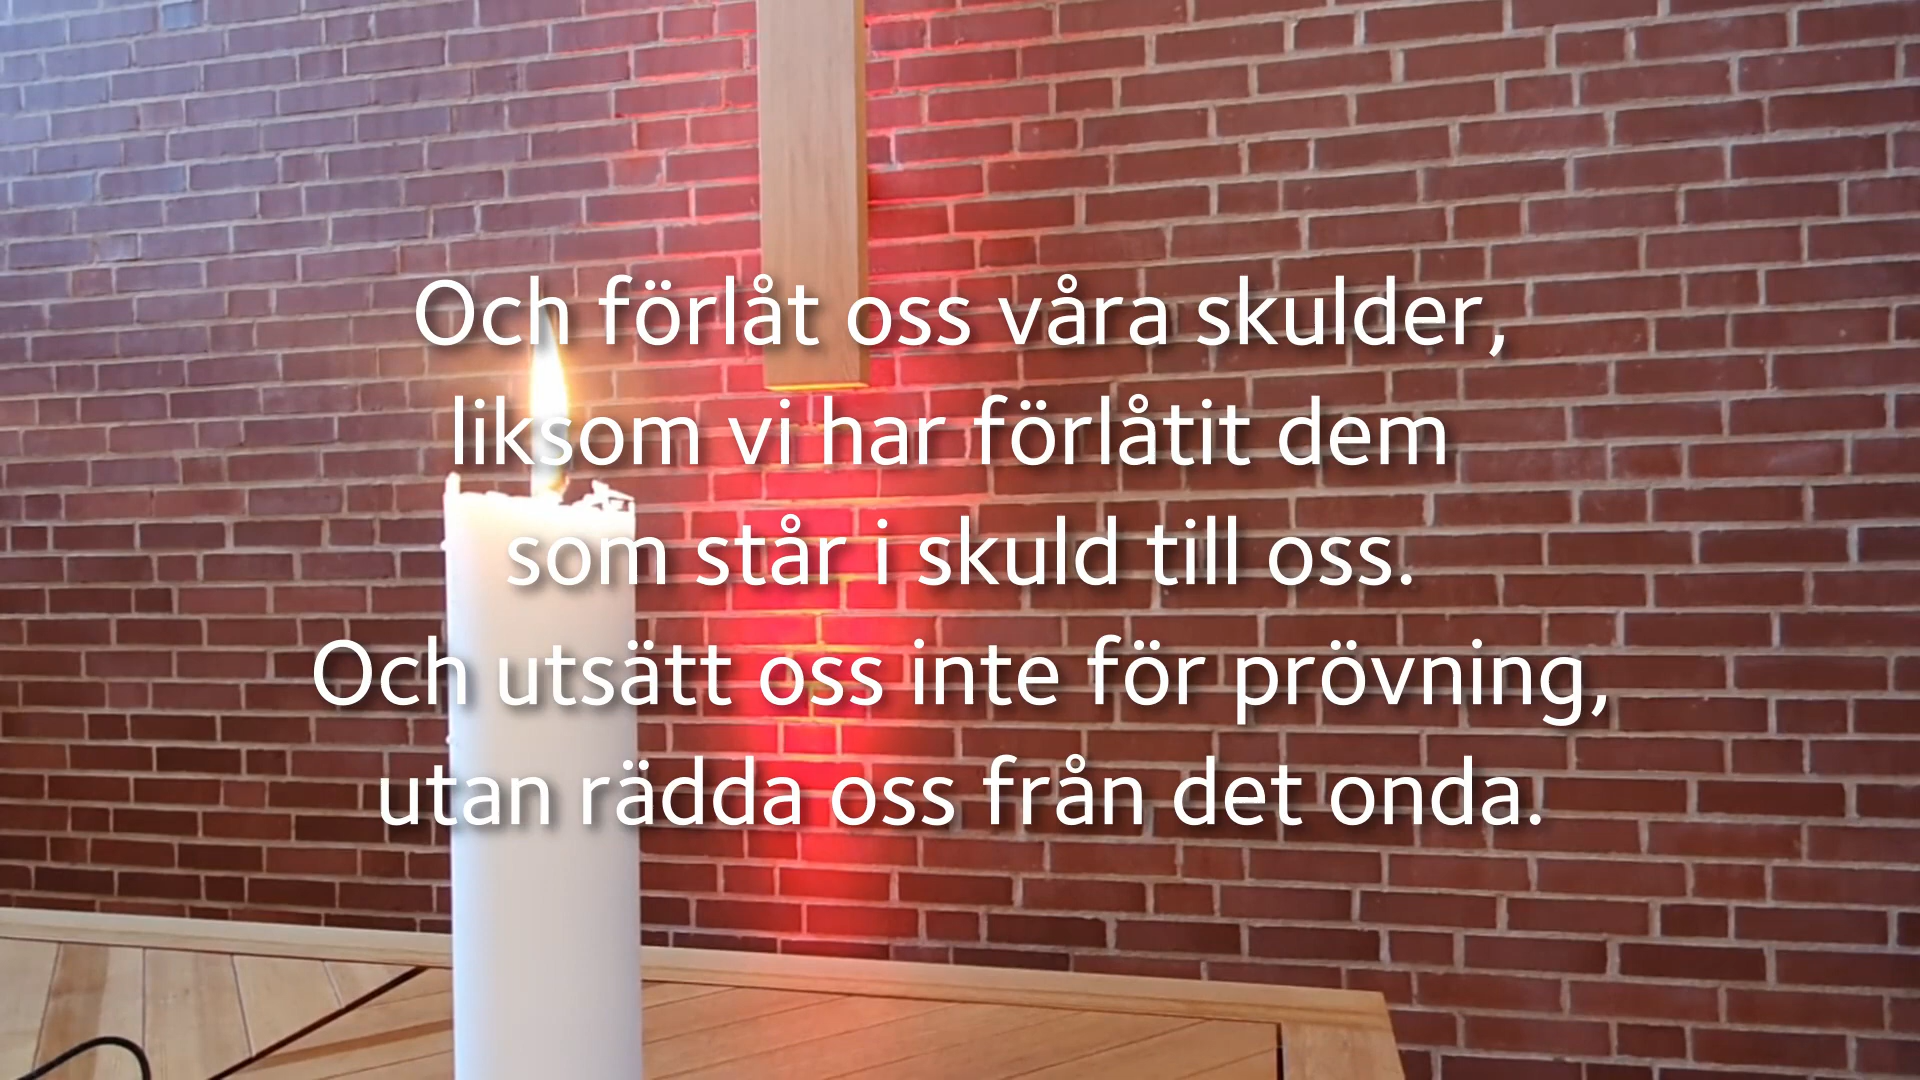 Och förlåt oss våra skulder,
liksom vi har förlåtit dem
som står i skuld till oss.
Och utsätt oss inte för prövning,
utan rädda oss från det onda.